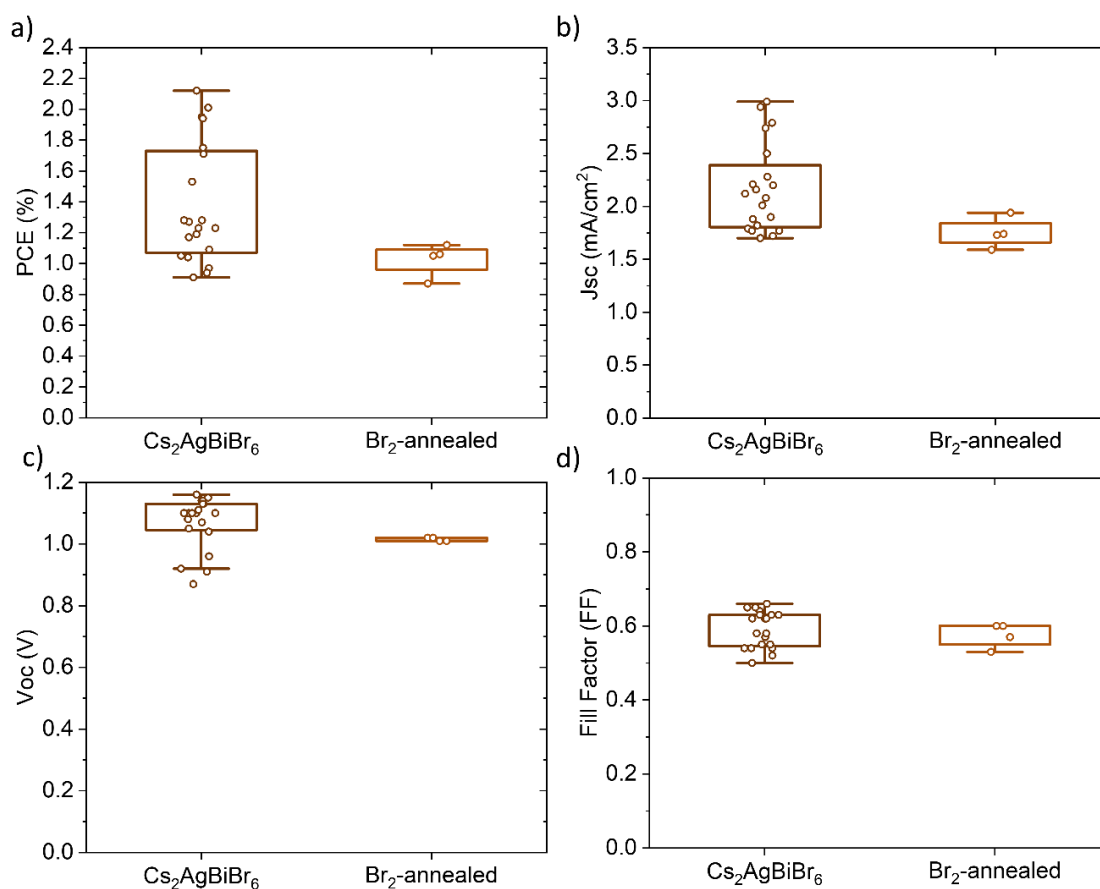 a)
2.4
2.2
2.0
1.8
1.6
1.4
1.2
1.0
0.8
0.6
0.4
0.2
0.0
PCE (%)
Cs₂AgBiBr₆
Br₂-annealed
b)
3.5
3.0
2.5
2.0
1.5
1.0
0.5
0.0
Jsc (mA/cm²)
Cs₂AgBiBr₆
Br₂-annealed
c)
1.2
1.0
0.8
0.6
0.4
0.2
0.0
Voc (V)
Cs₂AgBiBr₆
Br₂-annealed
d)
1.0
0.8
0.6
0.4
0.2
0.0
Fill Factor (FF)
Cs₂AgBiBr₆
Br₂-annealed